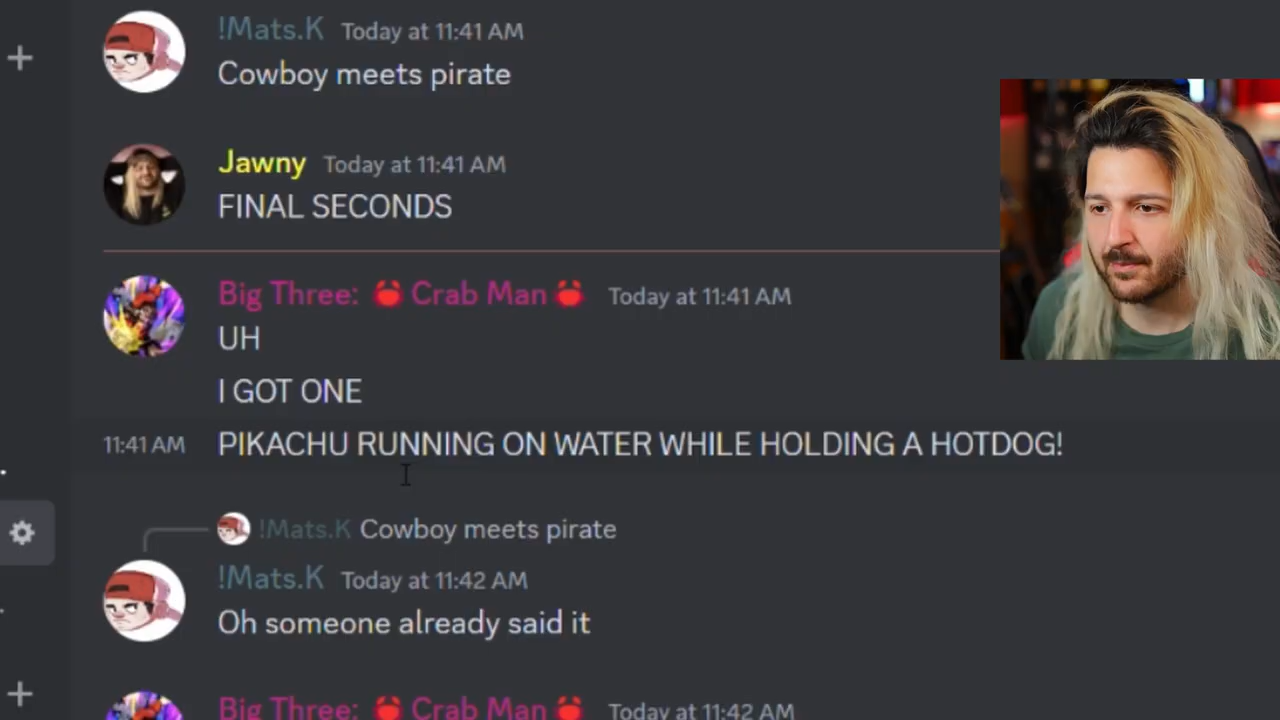 !Mats.K Today at 11:41 AM
Cowboy meets pirate
Jawny Today at 11:41 AM
FINAL SECONDS
Big Three: Crab Man Today at 11:41 AM
UH
I GOT ONE
11:41 AM PIKACHU RUNNING ON WATER WHILE HOLDING A HOTDOG!
!Mats.K Cowboy meets pirate
!Mats.K Today at 11:42 AM
Oh someone already said it
Big Three: Crab Man Today at 11:42 AM